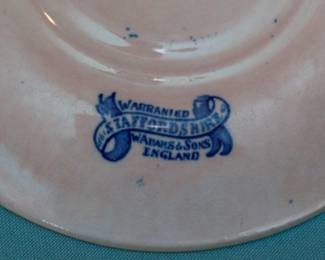 WARRANTED
STAFFORDSHIRE
W. ADAMS & SONS
ENGLAND